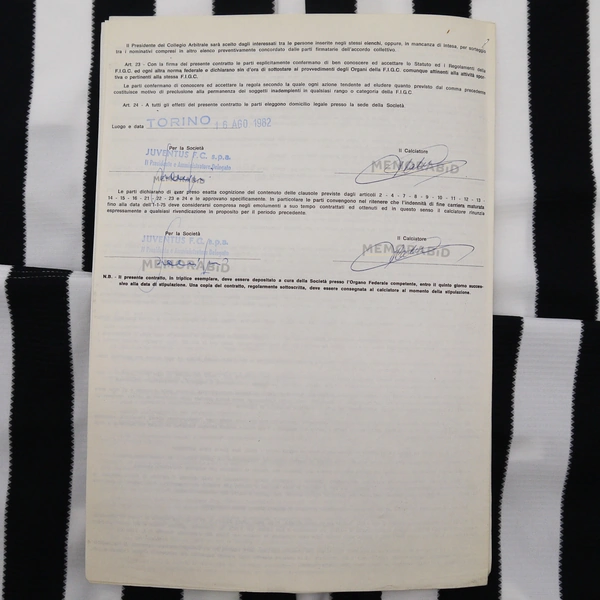 Il Presidente del Collegio Arbitrale sarà scelto dagli interessati tra le persone inserite negli stessi elenchi, oppure, in mancanza di intesa, per sorteggio
tra i nominativi compresi in altro elenco preventivamente concordato dalle parti firmatarie dell'accordo collettivo.
Art. 23 - Con la firma del presente contratto le parti esplicitamente confermano di ben conoscere ed accettare lo Statuto ed i Regolamenti della
F.I.G.C. ed ogni altra norma federale e dichiarano sin d'ora di sottostare ai provvedimenti degli Organi della F.I.G.C. comunque attinenti alla attività spor-
tiva o pertinenti alla stessa F.I.G.C.
Le parti confermano di conoscere ed accettare la regola secondo la quale ogni azione tendente ad eludere quanto previsto dal comma precedente
costituisce motivo di preclusione alla permanenza dei soggetti inadempienti in qualsiasi rango o categoria della F.I.G.C.
Art. 24 - A tutti gli effetti del presente contratto le parti eleggono domicilio legale presso la sede della Società
Luogo e data TORINO 16 AGO 1982
Per la Società Il Calciatore
JUVENTUS F.C. s.p.a.
Il Presidente e Amministratore Delegato
MEMORABID MEMORABID
Le parti dichiarano di aver preso esatta cognizione del contenuto delle clausole previste dagli articoli 2 - 4 - 7 - 8 - 9 - 10 - 11 - 12 - 13 -
14 - 15 - 16 - 21 - 22 - 23 e 24 e le approvano specificamente. In particolare le parti convengono nel ritenere che l'indennità di fine carriera maturata
fino alla data dell'1-7-75 deve considerarsi compresa negli emolumenti a suo tempo contrattati ed ottenuti ed in questo senso il calciatore rinunzia
espressamente a qualsiasi rivendicazione in proposito per il periodo precedente.
Per la Società Il Calciatore
JUVENTUS F.C. s.p.a.
Il Presidente e Amministratore Delegato
MEMORABID MEMORABID
N.B. - Il presente contratto, in triplice esemplare, deve essere depositato a cura della Società presso l'Organo Federale competente, entro il quinto giorno succes-
sivo alla data di stipulazione. Una copia del contratto, regolarmente sottoscritta, deve essere consegnata al calciatore al momento della stipulazione.